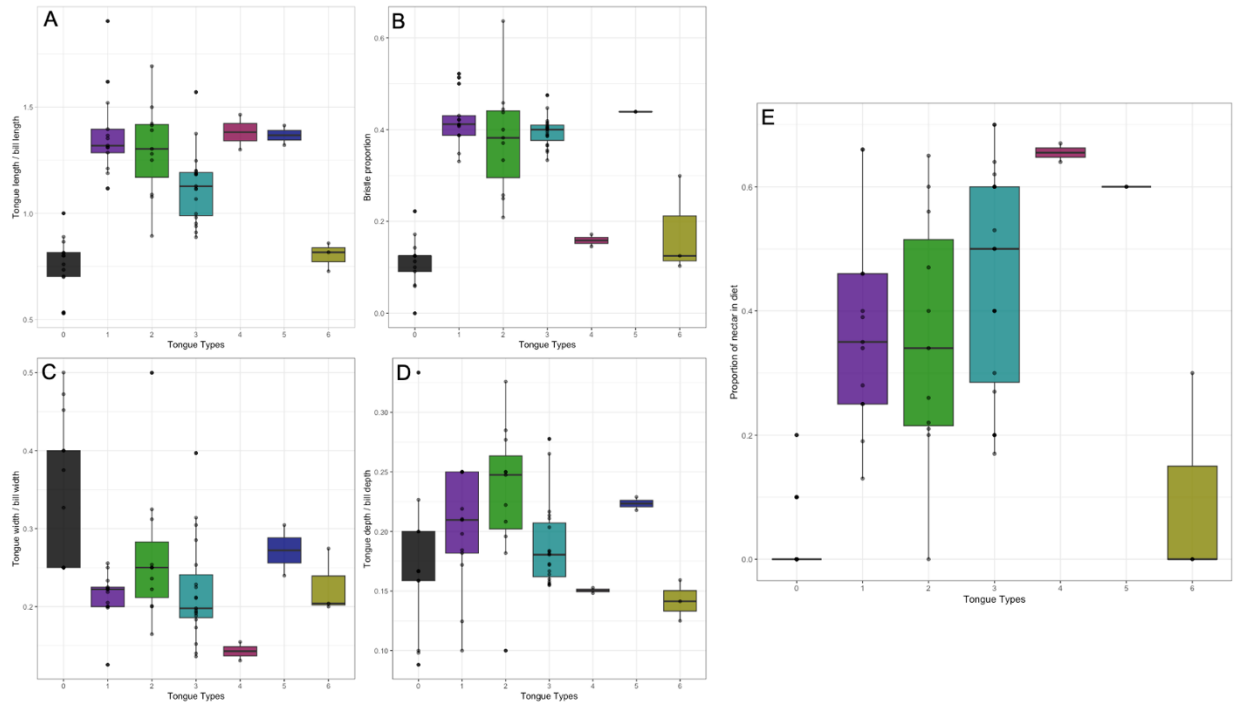 A
Tongue length / bill length
1.5
1.0
0.5
0 1 2 3 4 5 6
Tongue Types
B
Bristle proportion
0.6
0.4
0.2
0.0
0 1 2 3 4 5 6
Tongue Types
C
Tongue width / bill width
0.5
0.4
0.3
0.2
0 1 2 3 4 5 6
Tongue Types
D
Tongue depth / bill depth
0.30
0.25
0.20
0.15
0.10
0 1 2 3 4 5 6
Tongue Types
E
Proportion of nectar in diet
0.6
0.4
0.2
0.0
0 1 2 3 4 5 6
Tongue Types